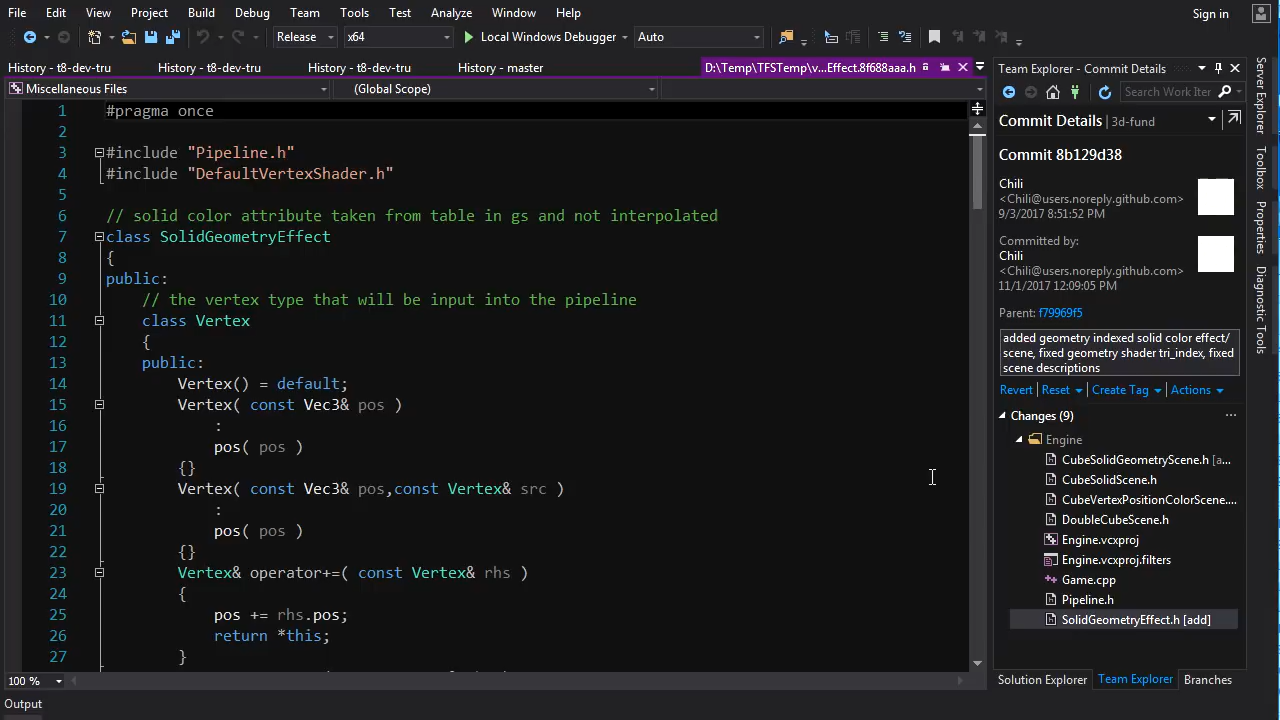 File Edit View Project Build Debug Team Tools Test Analyze Window Help
Sign in
Release x64 Local Windows Debugger Auto
History - t8-dev-tru History - t8-dev-tru History - t8-dev-tru History - master D:\Temp\TFSTemp\v...Effect.8f688aaa.h
Miscellaneous Files (Global Scope)
1 #pragma once
2
3 #include "Pipeline.h"
4 #include "DefaultVertexShader.h"
5
6 // solid color attribute taken from table in gs and not interpolated
7 class SolidGeometryEffect
8 {
9 public:
10 // the vertex type that will be input into the pipeline
11 class Vertex
12 {
13 public:
14 Vertex() = default;
15 Vertex( const Vec3& pos )
16 :
17 pos( pos )
18 {}
19 Vertex( const Vec3& pos,const Vertex& src )
20 :
21 pos( pos )
22 {}
23 Vertex& operator+=( const Vertex& rhs )
24 {
25 pos += rhs.pos;
26 return *this;
27 }
100 %
Output
Team Explorer - Commit Details
Search Work Iter
Commit Details | 3d-fund
Commit 8b129d38
Chili
<Chili@users.noreply.github.com>
9/3/2017 8:51:52 PM
Committed by:
Chili
<Chili@users.noreply.github.com>
11/1/2017 12:09:05 PM
Parent: f79969f5
added geometry indexed solid color effect/
scene, fixed geometry shader tri_index, fixed
scene descriptions
Revert Reset Create Tag Actions
Changes (9)
Engine
CubeSolidGeometryScene.h [a...
CubeSolidScene.h
CubeVertexPositionColorScene....
DoubleCubeScene.h
Engine.vcxproj
Engine.vcxproj.filters
Game.cpp
Pipeline.h
SolidGeometryEffect.h [add]
Solution Explorer Team Explorer Branches
Server Explorer
Toolbox
Properties
Diagnostic Tools